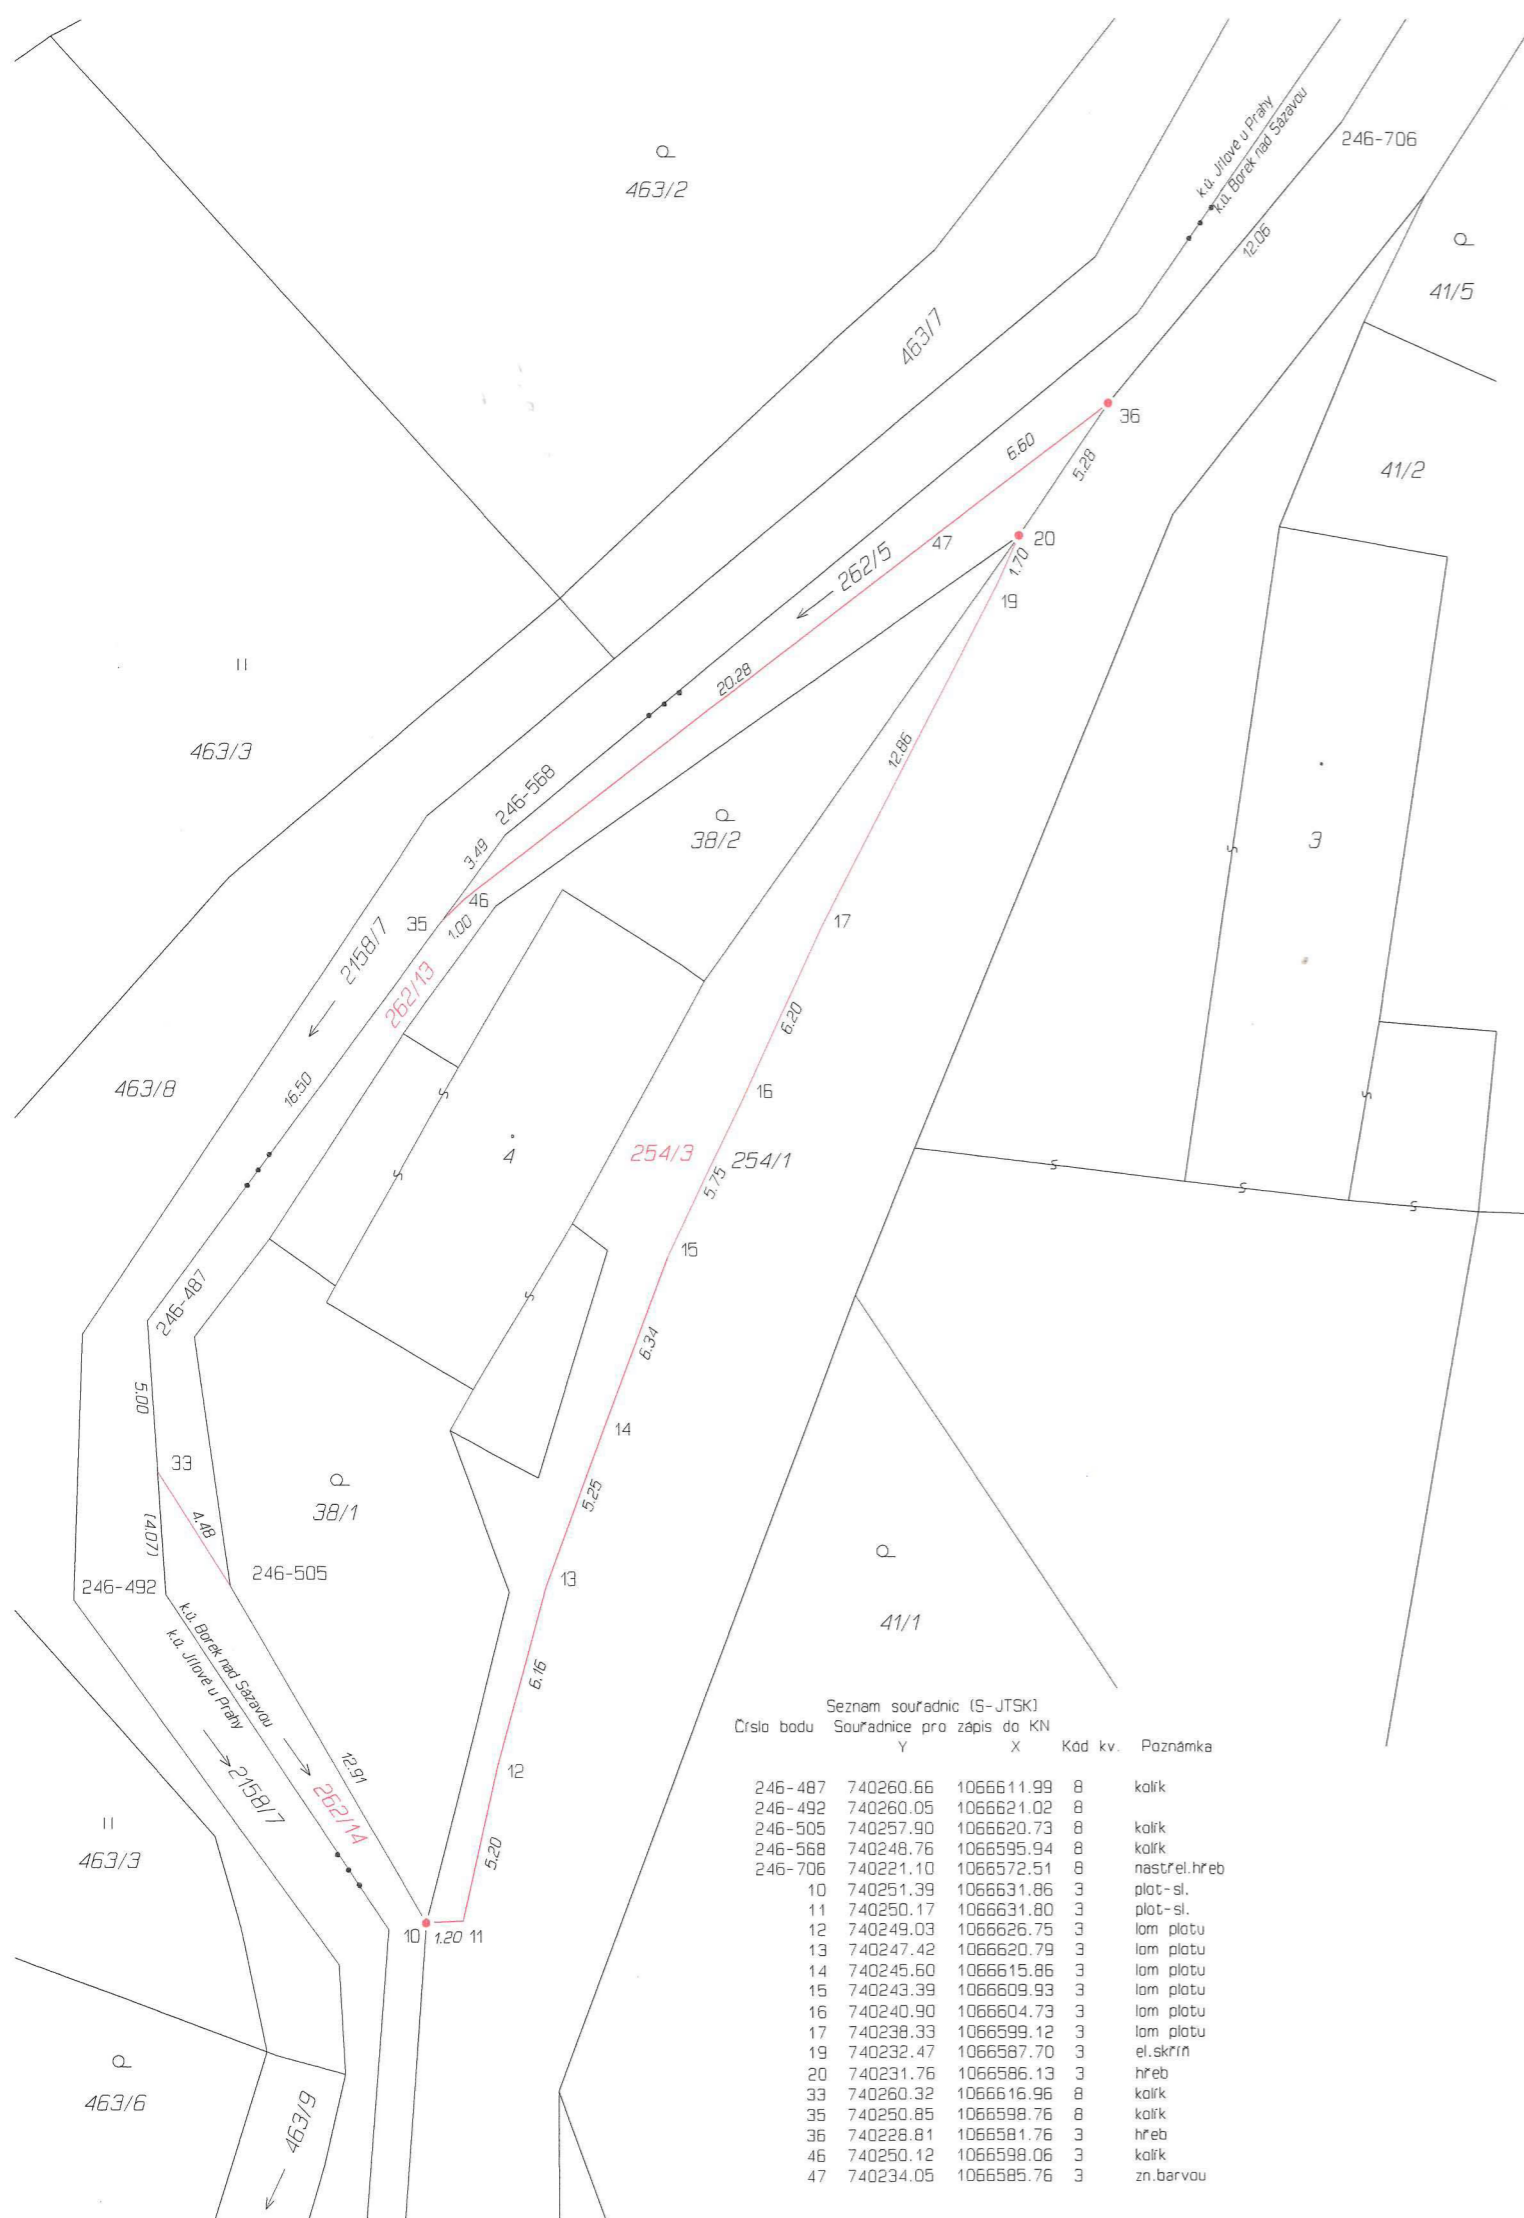 463/2
k.ú. Jílové u Prahy
k.ú. Borek nad Sázavou
246-706
12.06
41/5
463/7
36
6.60
5.28
41/2
47
20
1.70
262/5
19
463/3
20.28
12.86
246-568
38/2
3
3.49
46
35
1.00
17
2158/7
262/13
6.20
463/8
16.50
16
4
254/3
254/1
5.75
15
246-487
6.34
5.00
14
33
5.25
38/1
4.48
(4.07)
246-505
246-492
13
k.ú. Borek nad Sázavou
k.ú. Jílové u Prahy
41/1
6.16
12.91
12
2158/7
262/14
463/3
5.20
10
1.20
11
463/6
463/9
Seznam souřadnic (S-JTSK)
Číslo bodu Souřadnice pro zápis do KN
Y X Kód kv. Poznámka
246-487 740260.66 1066611.99 8 kolík
246-492 740260.05 1066621.02 8
246-505 740257.90 1066620.73 8 kolík
246-568 740248.76 1066595.94 8 kolík
246-706 740221.10 1066572.51 8 nastřel.hřeb
10 740251.39 1066631.86 3 plot-sl.
11 740250.17 1066631.80 3 plot-sl.
12 740249.03 1066626.75 3 lom plotu
13 740247.42 1066620.79 3 lom plotu
14 740245.60 1066615.86 3 lom plotu
15 740243.39 1066609.93 3 lom plotu
16 740240.90 1066604.73 3 lom plotu
17 740238.33 1066599.12 3 lom plotu
19 740232.47 1066587.70 3 el.skříň
20 740231.76 1066586.13 3 hřeb
33 740260.32 1066616.96 8 kolík
35 740250.85 1066598.76 8 kolík
36 740228.81 1066581.76 3 hřeb
46 740250.12 1066598.06 3 kolík
47 740234.05 1066585.76 3 zn.barvou